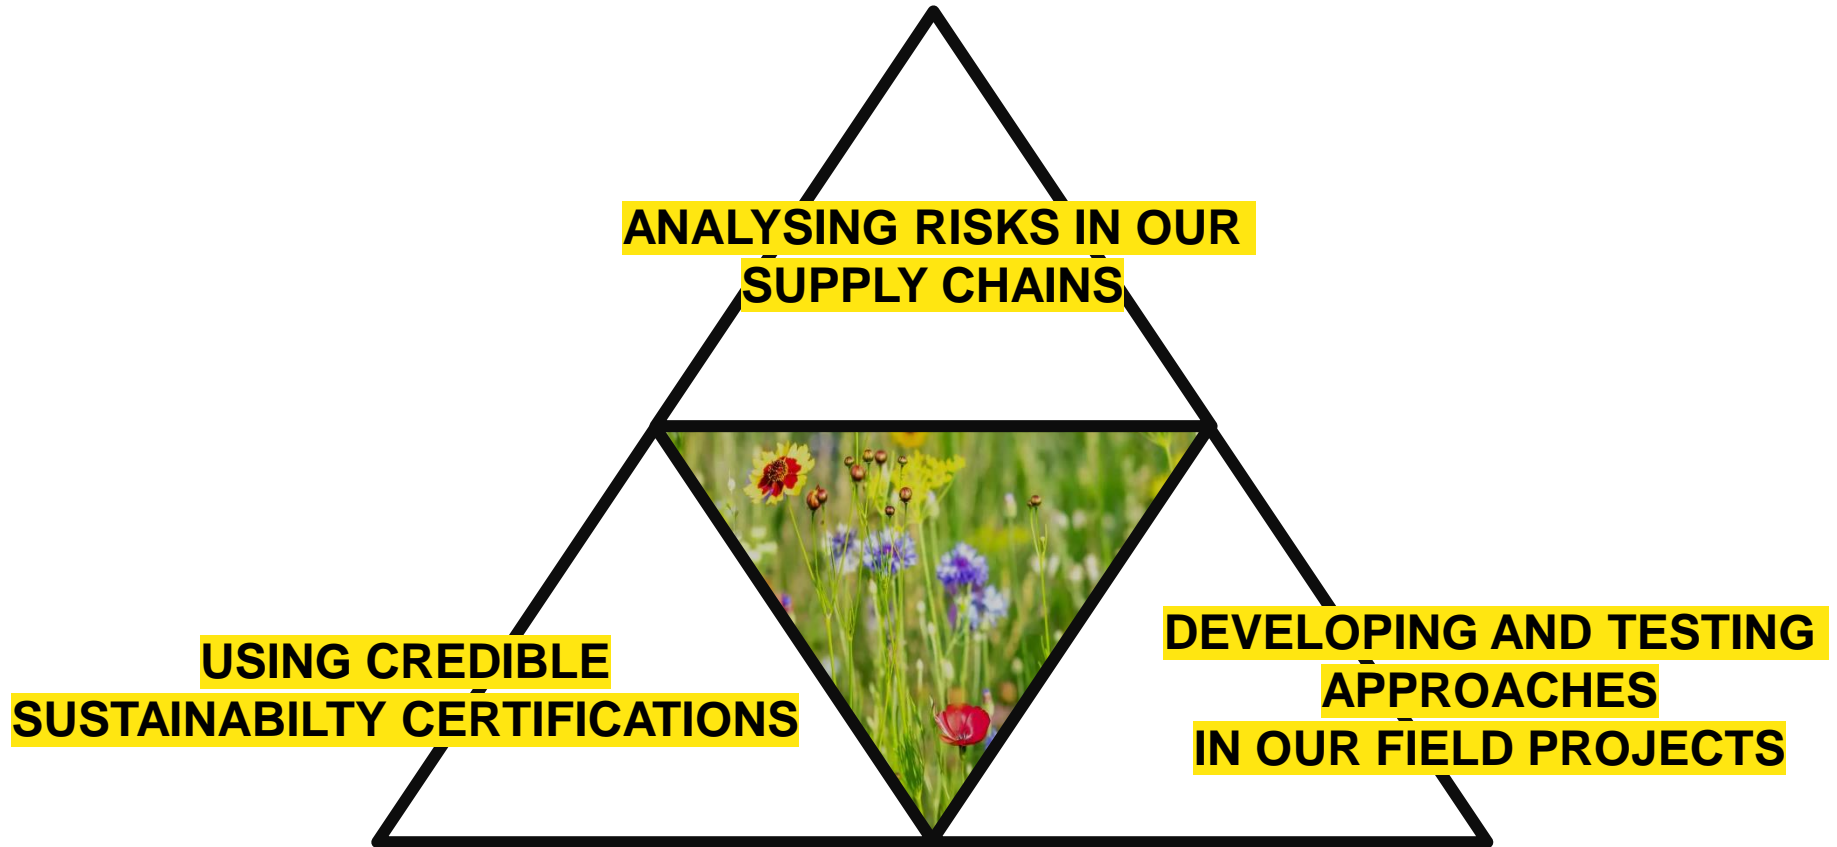 ANALYSING RISKS IN OUR
SUPPLY CHAINS
USING CREDIBLE
SUSTAINABILTY CERTIFICATIONS
DEVELOPING AND TESTING
APPROACHES
IN OUR FIELD PROJECTS